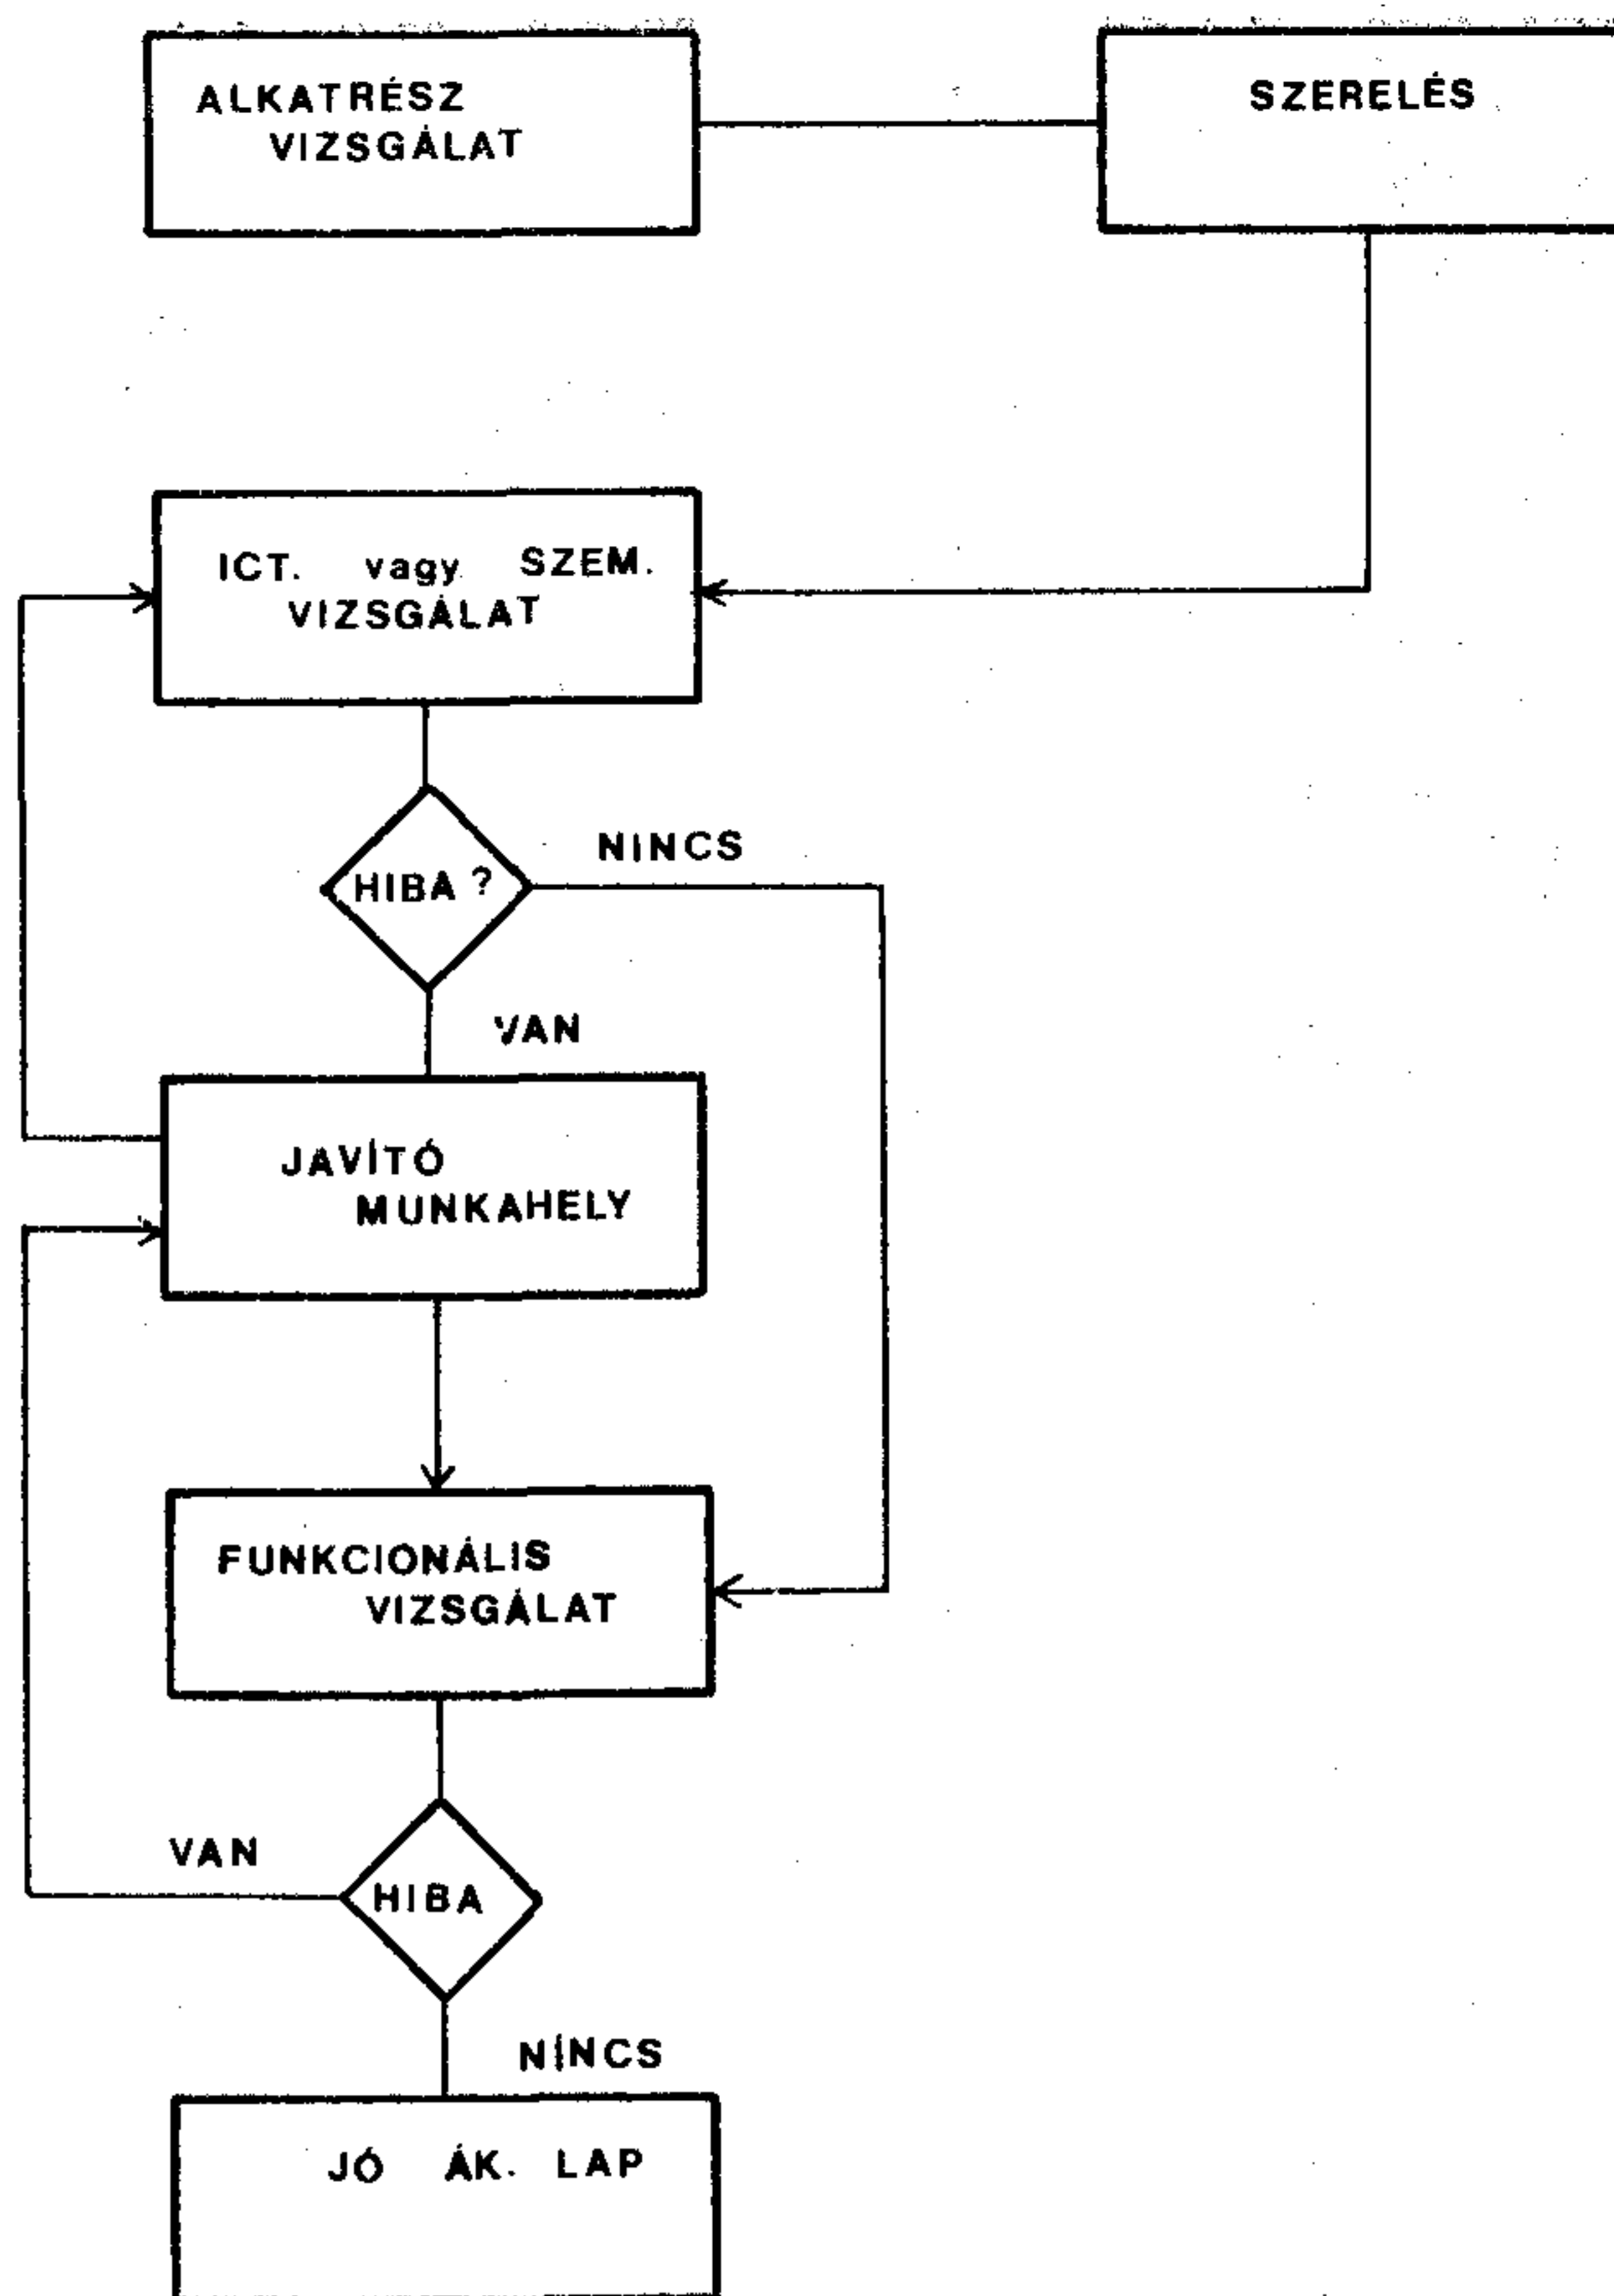 ALKATRÉSZ
VIZSGÁLAT
SZERELÉS
ICT. vagy SZEM.
VIZSGÁLAT
HIBA ?
NINCS
VAN
JAVÍTÓ
MUNKAHELY
FUNKCIONÁLIS
VIZSGÁLAT
VAN
HIBA
NINCS
JÓ ÁK. LAP